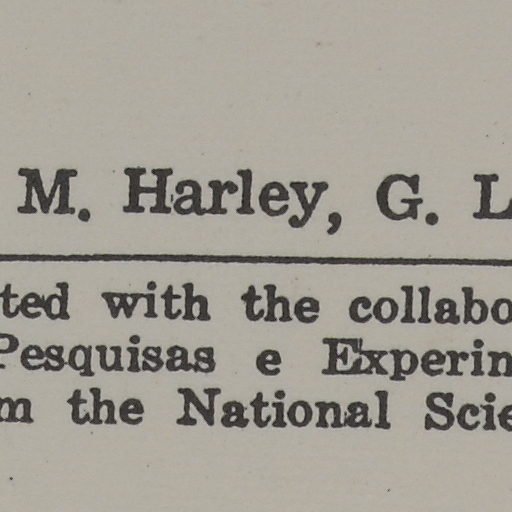 M. Harley, G. L
ted with the collabo
Pesquisas e Experin
m the National Scie